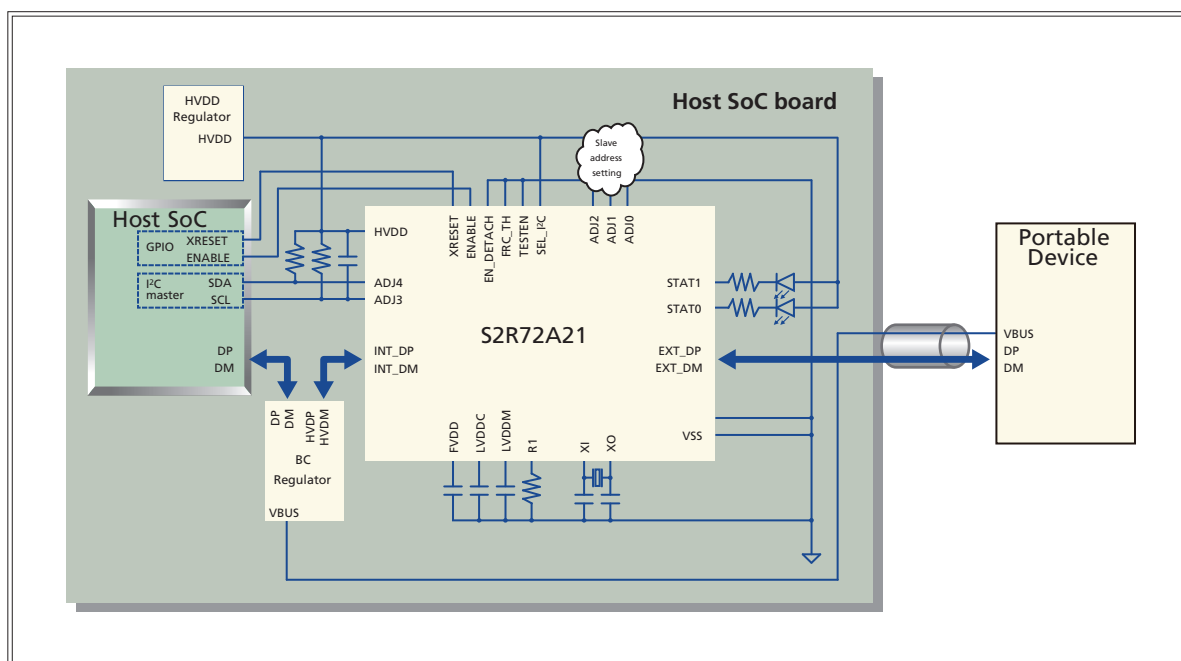 Host SoC board
HVDD
Regulator
HVDD
Slave
address
setting
Host SoC
GPIO
XRESET
ENABLE
I²C
master
SDA
SCL
DP
DM
HVDD
ADJ4
ADJ3
INT_DP
INT_DM
XRESET
ENABLE
EN_DETACH
FRC_TH
TESTEN
SEL_I²C
ADJ2
ADJ1
ADJ0
STAT1
STAT0
S2R72A21
EXT_DP
EXT_DM
VSS
FVDD
LVDDC
LVDDM
R1
XI
XO
DP
DM
HVDP
HVDM
BC
Regulator
VBUS
Portable
Device
VBUS
DP
DM